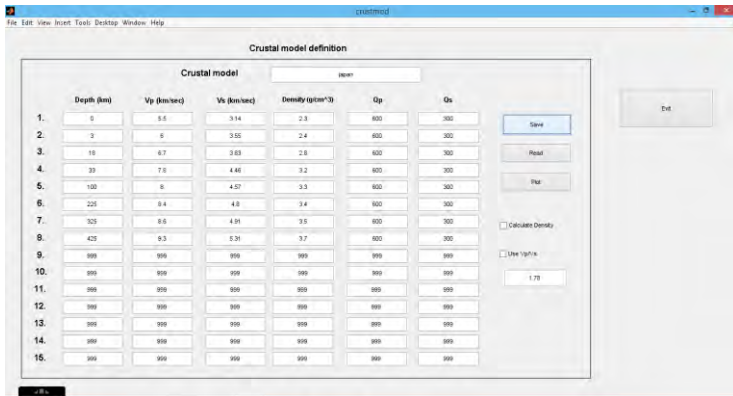 crustmod
File Edit View Insert Tools Desktop Window Help
Crustal model definition
Crustal model japan
Depth (km) Vp (km/sec) Vs (km/sec) Density (g/cm^3) Qp Qs
1. 0 5.5 3.14 2.3 600 300
2. 3 6 3.55 2.4 600 300
3. 18 6.7 3.83 2.8 600 300
4. 33 7.8 4.46 3.2 600 300
5. 100 8 4.57 3.3 600 300
6. 225 8.4 4.8 3.4 600 300
7. 325 8.6 4.91 3.5 600 300
8. 425 9.3 5.31 3.7 600 300
9. 999 999 999 999 999 999
10. 999 999 999 999 999 999
11. 999 999 999 999 999 999
12. 999 999 999 999 999 999
13. 999 999 999 999 999 999
14. 999 999 999 999 999 999
15. 999 999 999 999 999 999
Save
Read
Plot
Calculate Density
Use Vp/Vs
1.78
Exit